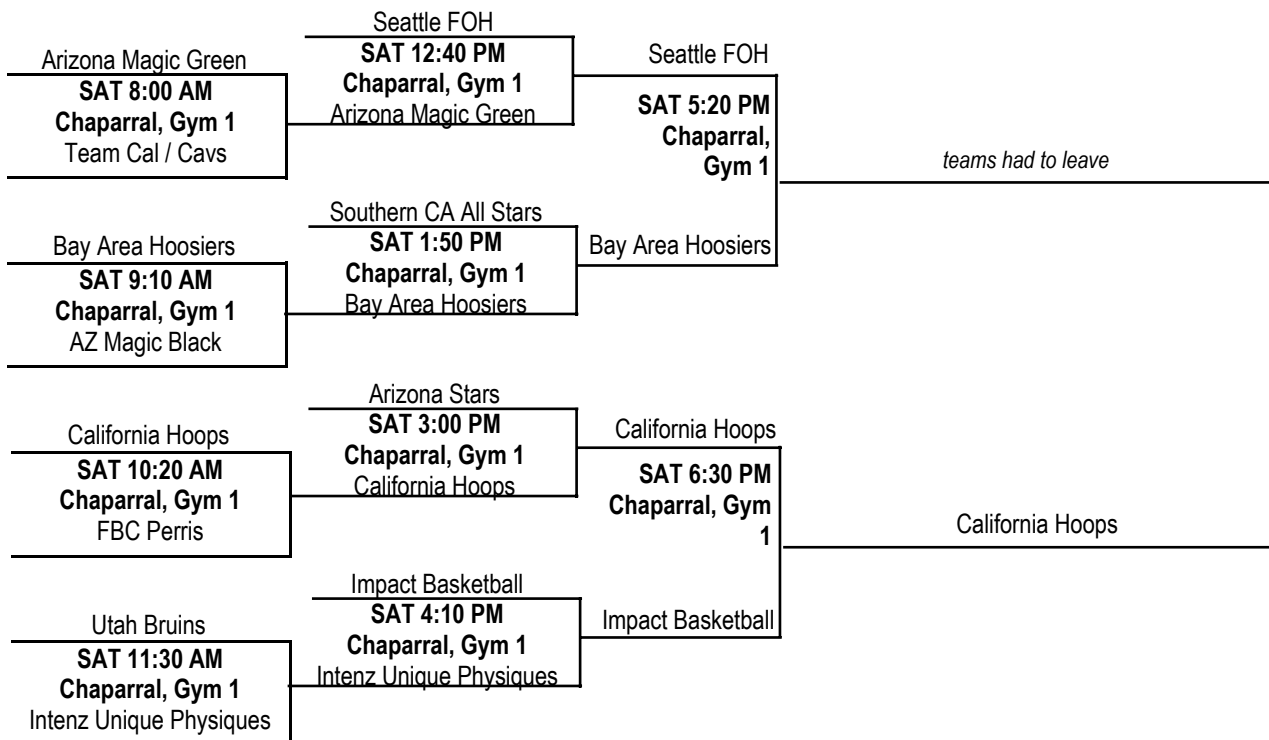 Arizona Magic Green
SAT 8:00 AM
Chaparral, Gym 1
Team Cal / Cavs
Bay Area Hoosiers
SAT 9:10 AM
Chaparral, Gym 1
AZ Magic Black
California Hoops
SAT 10:20 AM
Chaparral, Gym 1
FBC Perris
Utah Bruins
SAT 11:30 AM
Chaparral, Gym 1
Intenz Unique Physiques
Seattle FOH
SAT 12:40 PM
Chaparral, Gym 1
Arizona Magic Green
Southern CA All Stars
SAT 1:50 PM
Chaparral, Gym 1
Bay Area Hoosiers
Arizona Stars
SAT 3:00 PM
Chaparral, Gym 1
California Hoops
Impact Basketball
SAT 4:10 PM
Chaparral, Gym 1
Intenz Unique Physiques
Seattle FOH
SAT 5:20 PM
Chaparral,
Gym 1
Bay Area Hoosiers
California Hoops
SAT 6:30 PM
Chaparral, Gym
1
Impact Basketball
teams had to leave
California Hoops